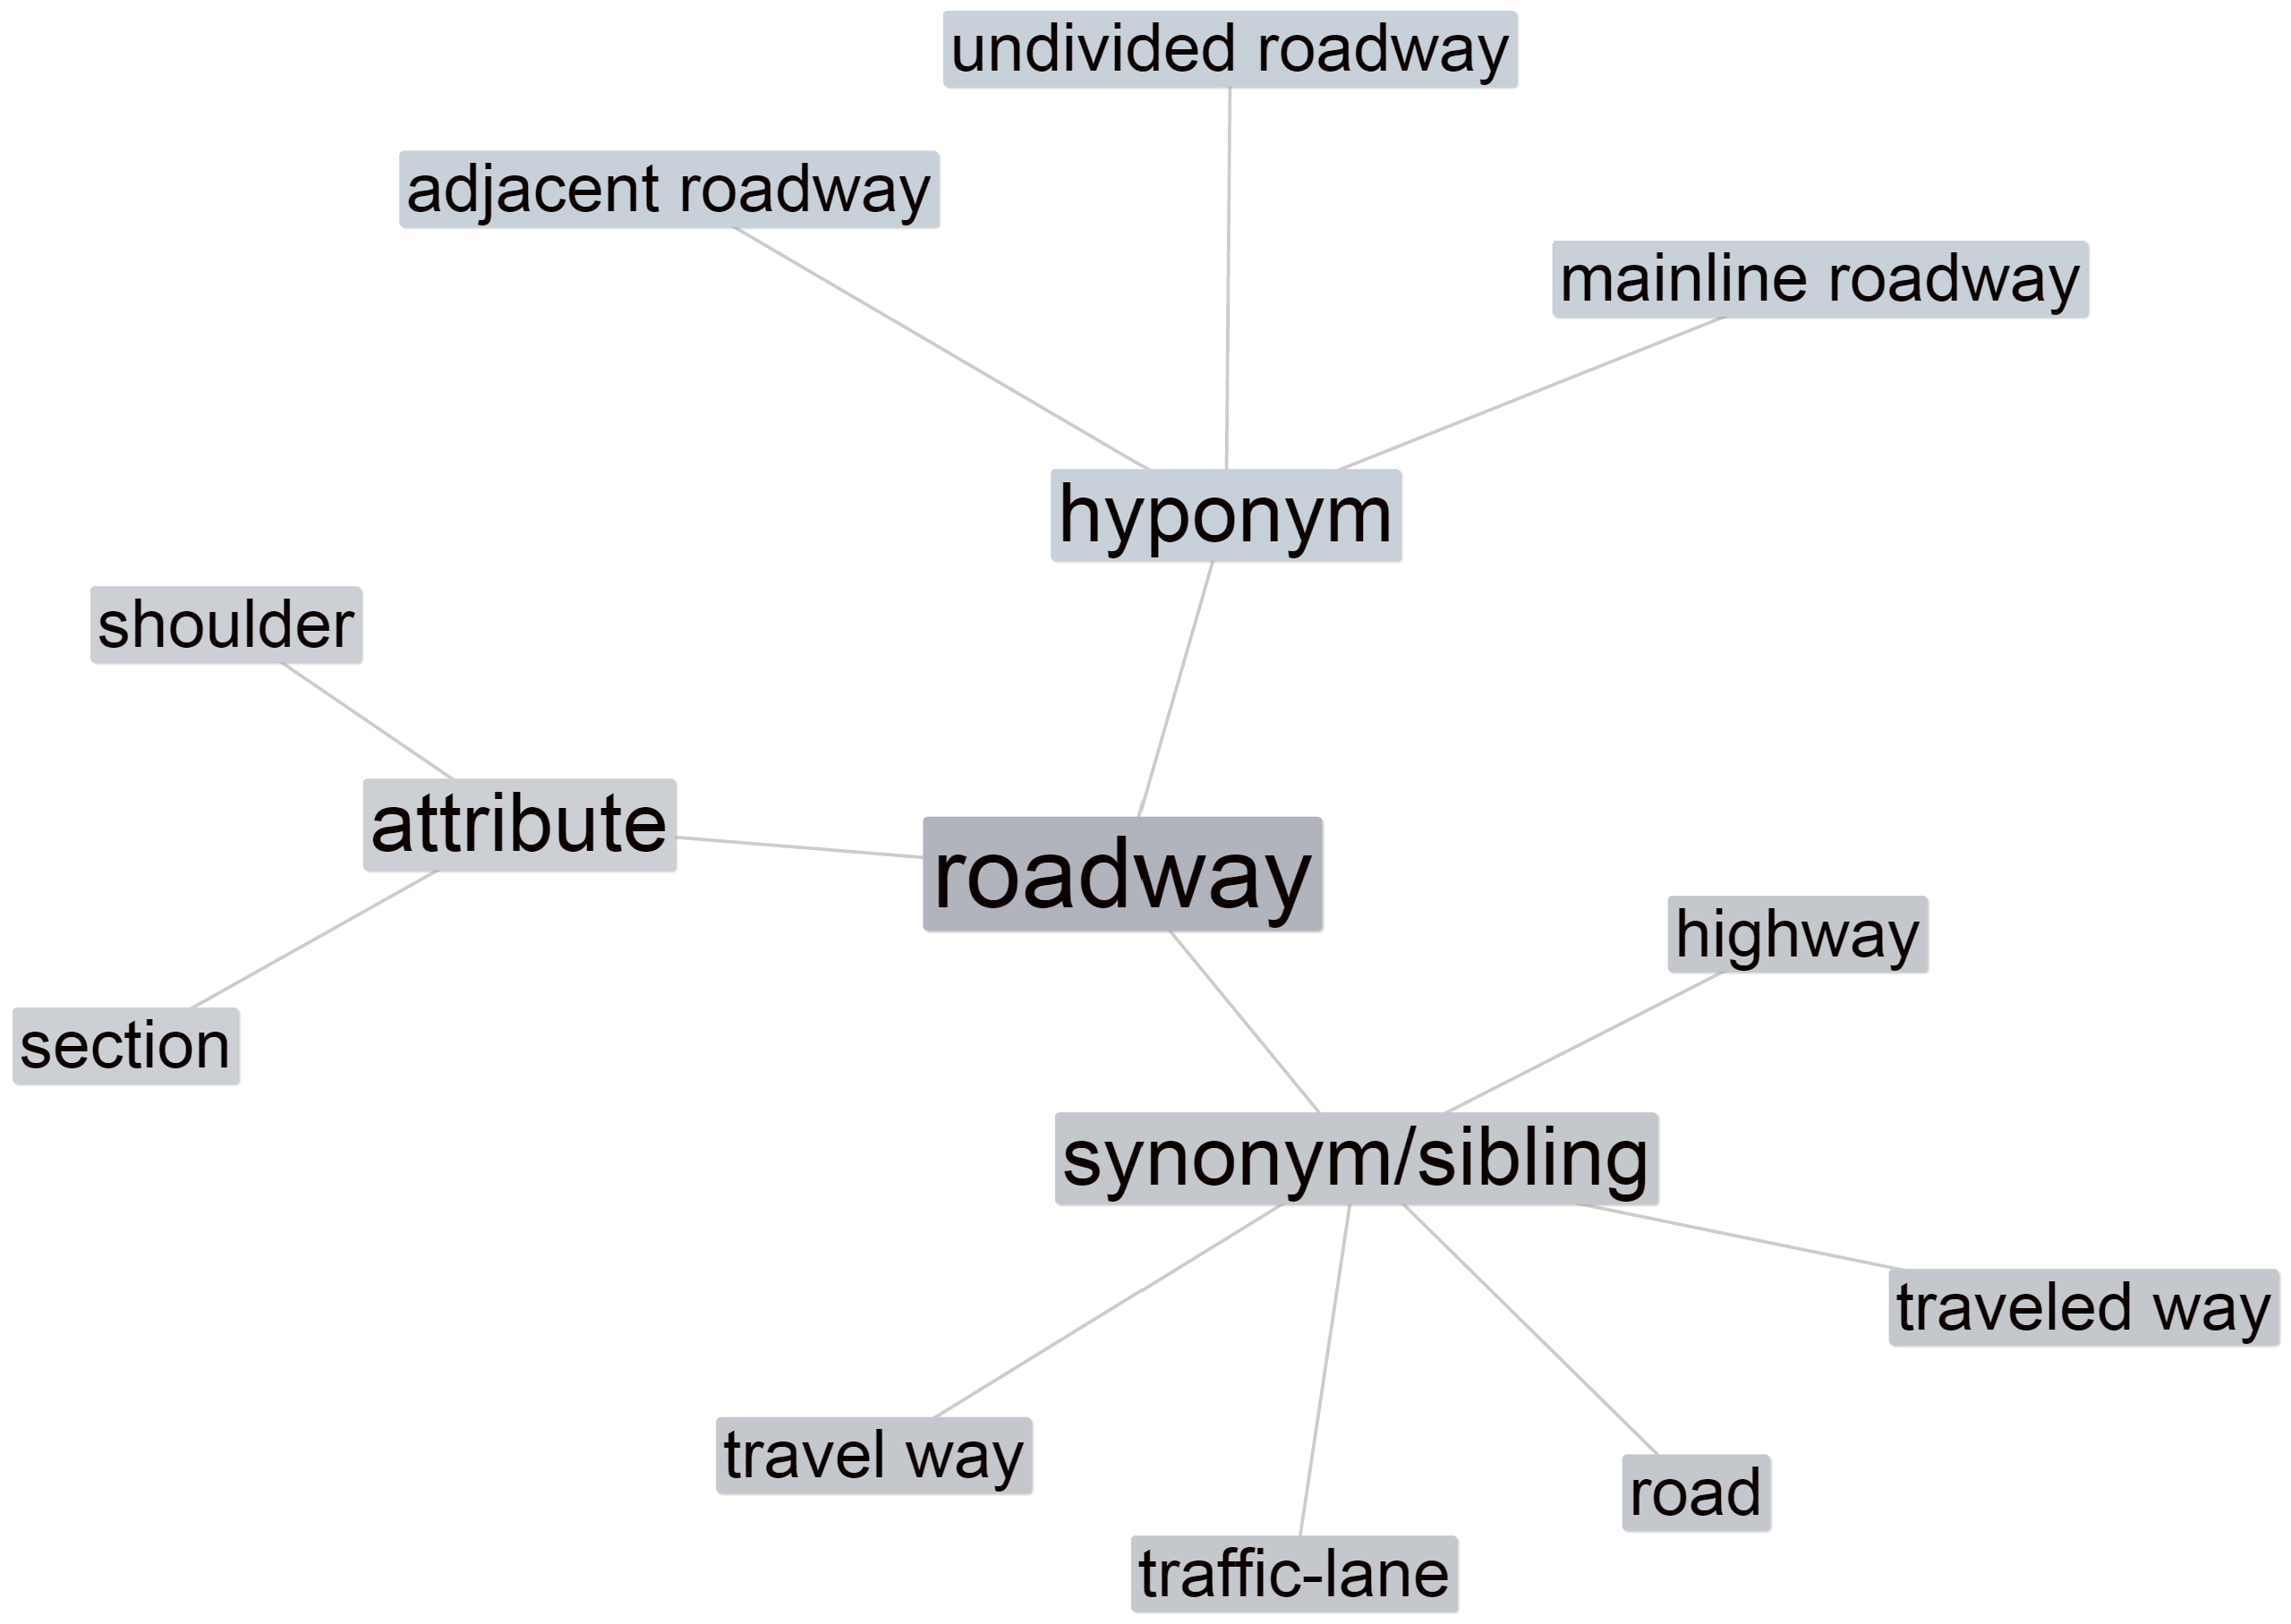 undivided roadway
adjacent roadway
mainline roadway
hyponym
shoulder
attribute
roadway
highway
section
synonym/sibling
traveled way
travel way
road
traffic-lane